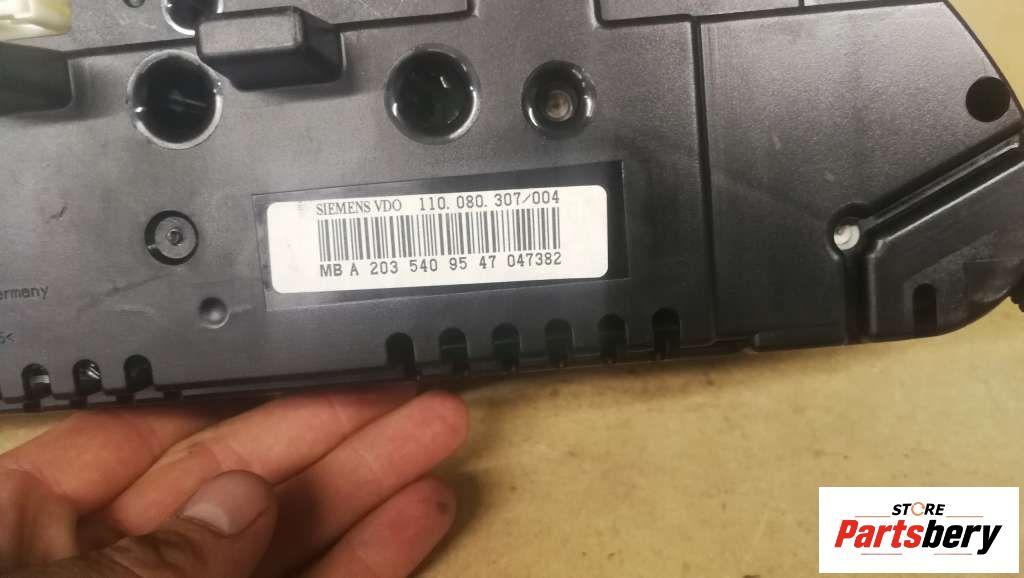 SIEMENS VDO 110.080.307/004
MB A 203 540 95 47 047382
ermany
STORE
Partsbery